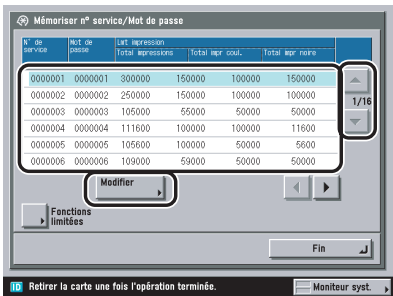 Mémoriser nº service/Mot de passe
N° de service Mot de passe Lmt impression
Total impressions Total impr coul. Total impr noire
0000001 0000001 300000 150000 100000 150000
0000002 0000002 250000 150000 100000 100000
0000003 0000003 105000 55000 50000 50000
0000004 0000004 111600 100000 100000 11600
0000005 0000005 105600 100000 50000 5600
0000006 0000006 109000 59000 50000 50000
1/16
Modifier
Fonctions
limitées
Fin
ID Retirer la carte une fois l'opération terminée. Moniteur syst.